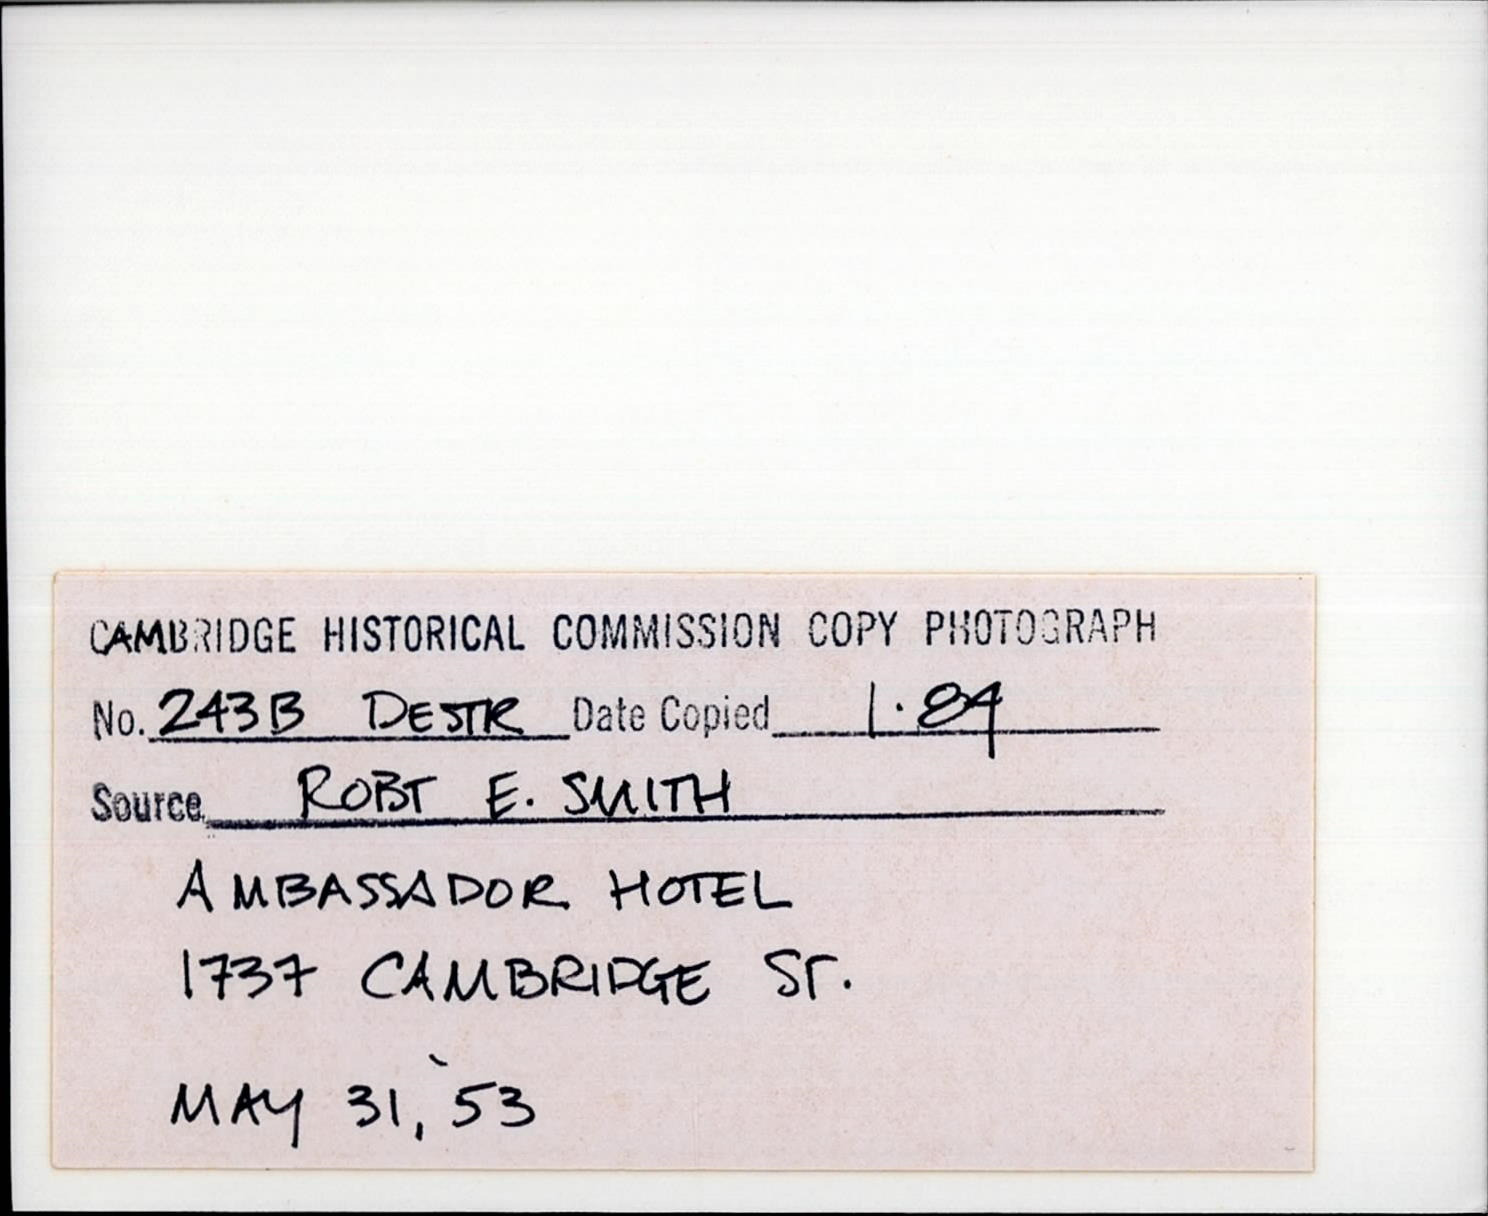 CAMBRIDGE HISTORICAL COMMISSION COPY PHOTOGRAPH
No. 243B DESTR Date Copied 1.84
Source ROBT E. SMITH
AMBASSADOR HOTEL
1737 CAMBRIDGE ST.
MAY 31, '53